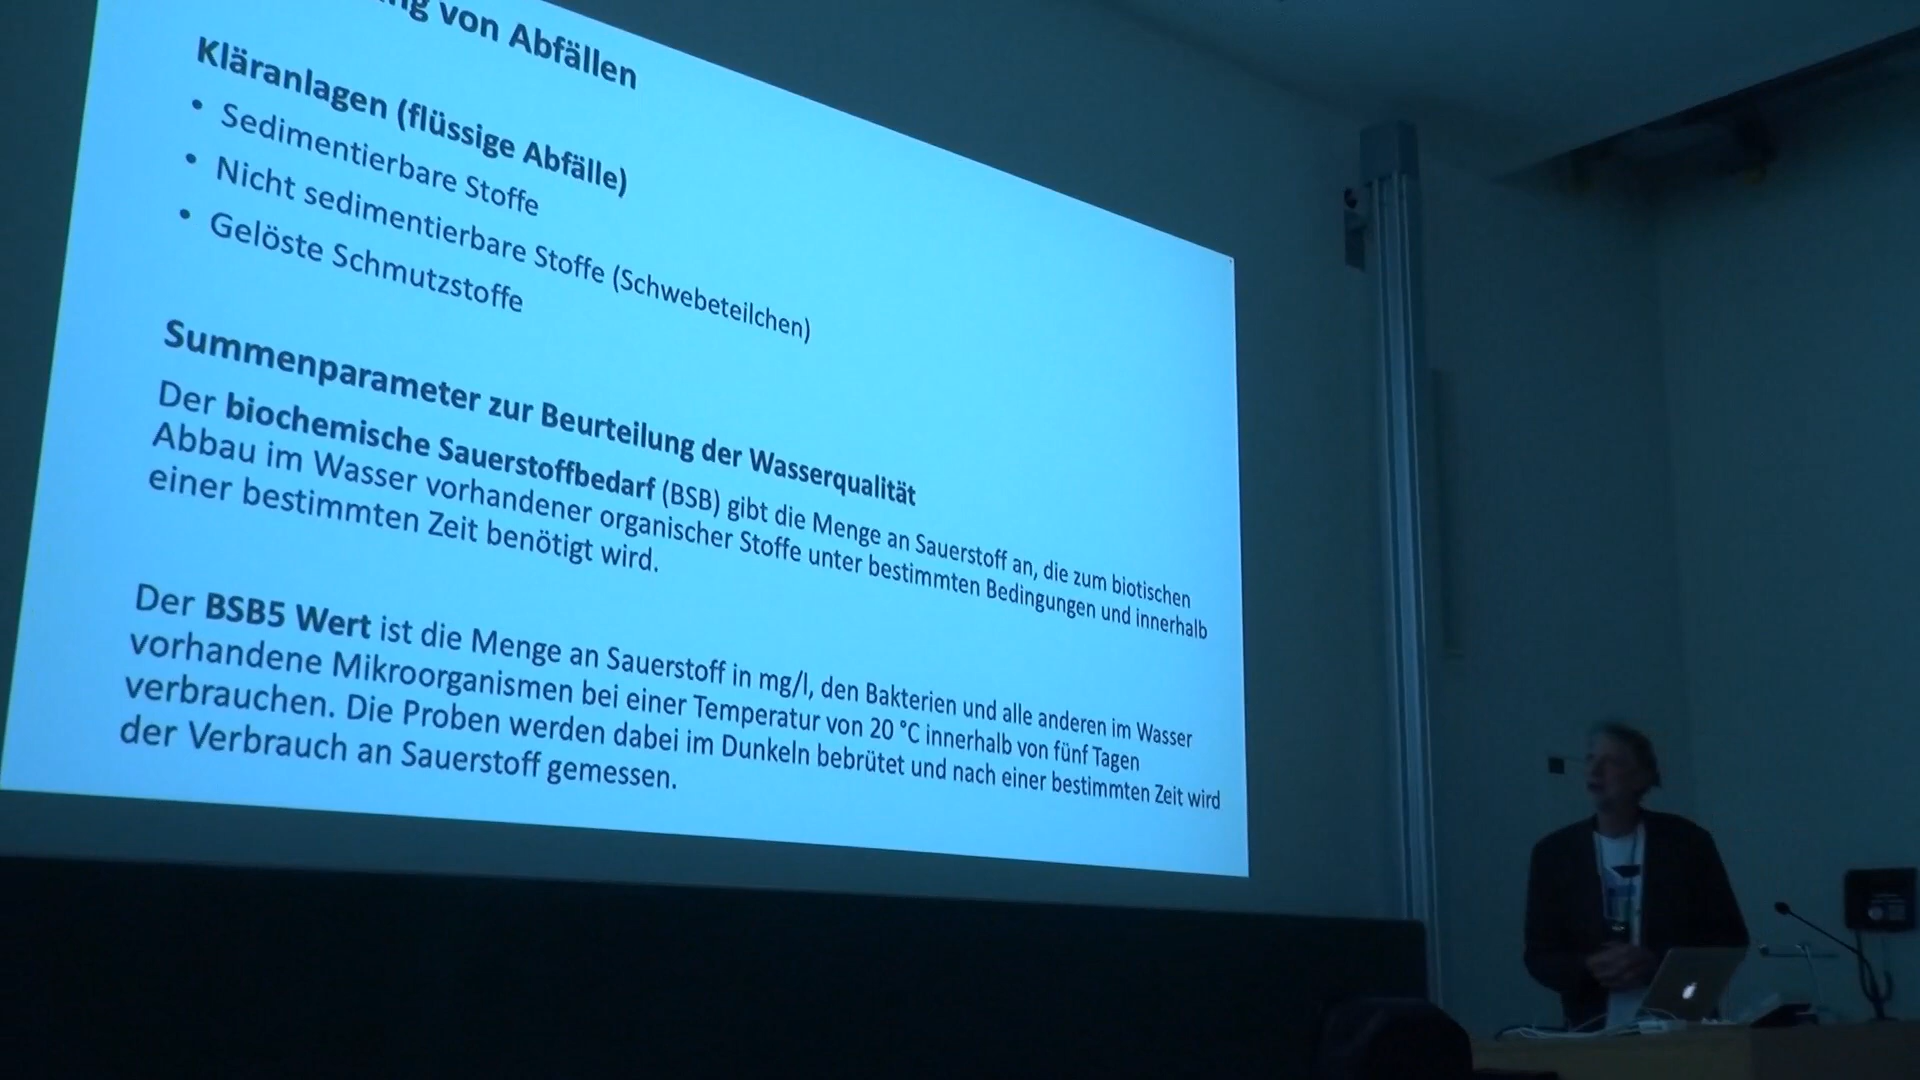 von Abfällen
Kläranlagen (flüssige Abfälle)
• Sedimentierbare Stoffe
• Nicht sedimentierbare Stoffe (Schwebeteilchen)
• Gelöste Schmutzstoffe
Summenparameter zur Beurteilung der Wasserqualität
Der biochemische Sauerstoffbedarf (BSB) gibt die Menge an Sauerstoff an, die zum biotischen
Abbau im Wasser vorhandener organischer Stoffe unter bestimmten Bedingungen und innerhalb
einer bestimmten Zeit benötigt wird.
Der BSB5 Wert ist die Menge an Sauerstoff in mg/l, den Bakterien und alle anderen im Wasser
vorhandene Mikroorganismen bei einer Temperatur von 20 °C innerhalb von fünf Tagen
verbrauchen. Die Proben werden dabei im Dunkeln bebrütet und nach einer bestimmten Zeit wird
der Verbrauch an Sauerstoff gemessen.